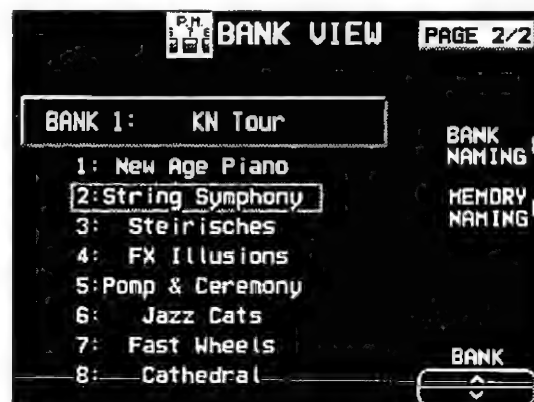 P.M.
BANK VIEW
PAGE 2/2
BANK 1: KN Tour
1: New Age Piano
2:String Symphony
3: Steirisches
4: FX Illusions
5:Pomp & Ceremony
6: Jazz Cats
7: Fast Wheels
8: Cathedral
BANK
NAMING
MEMORY
NAMING
BANK